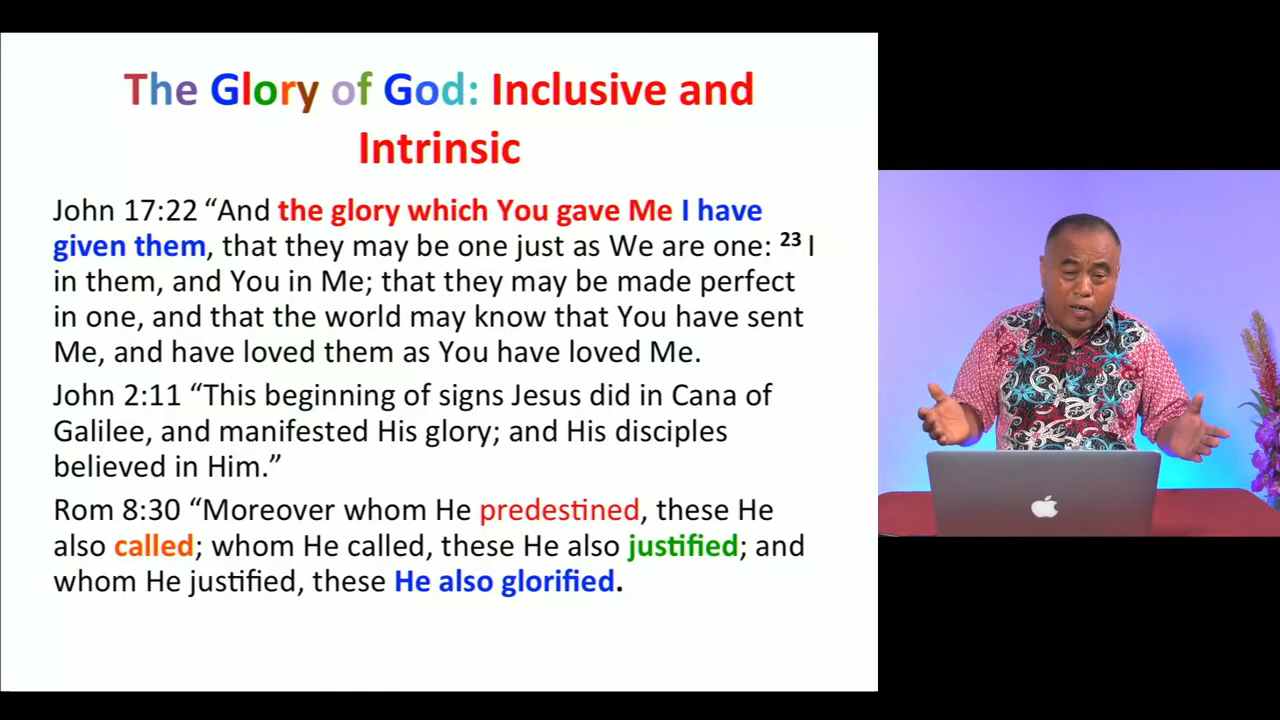 The Glory of God: Inclusive and
Intrinsic
John 17:22 “And the glory which You gave Me I have
given them, that they may be one just as We are one: ²³ I
in them, and You in Me; that they may be made perfect
in one, and that the world may know that You have sent
Me, and have loved them as You have loved Me.
John 2:11 “This beginning of signs Jesus did in Cana of
Galilee, and manifested His glory; and His disciples
believed in Him.”
Rom 8:30 “Moreover whom He predestined, these He
also called; whom He called, these He also justified; and
whom He justified, these He also glorified.